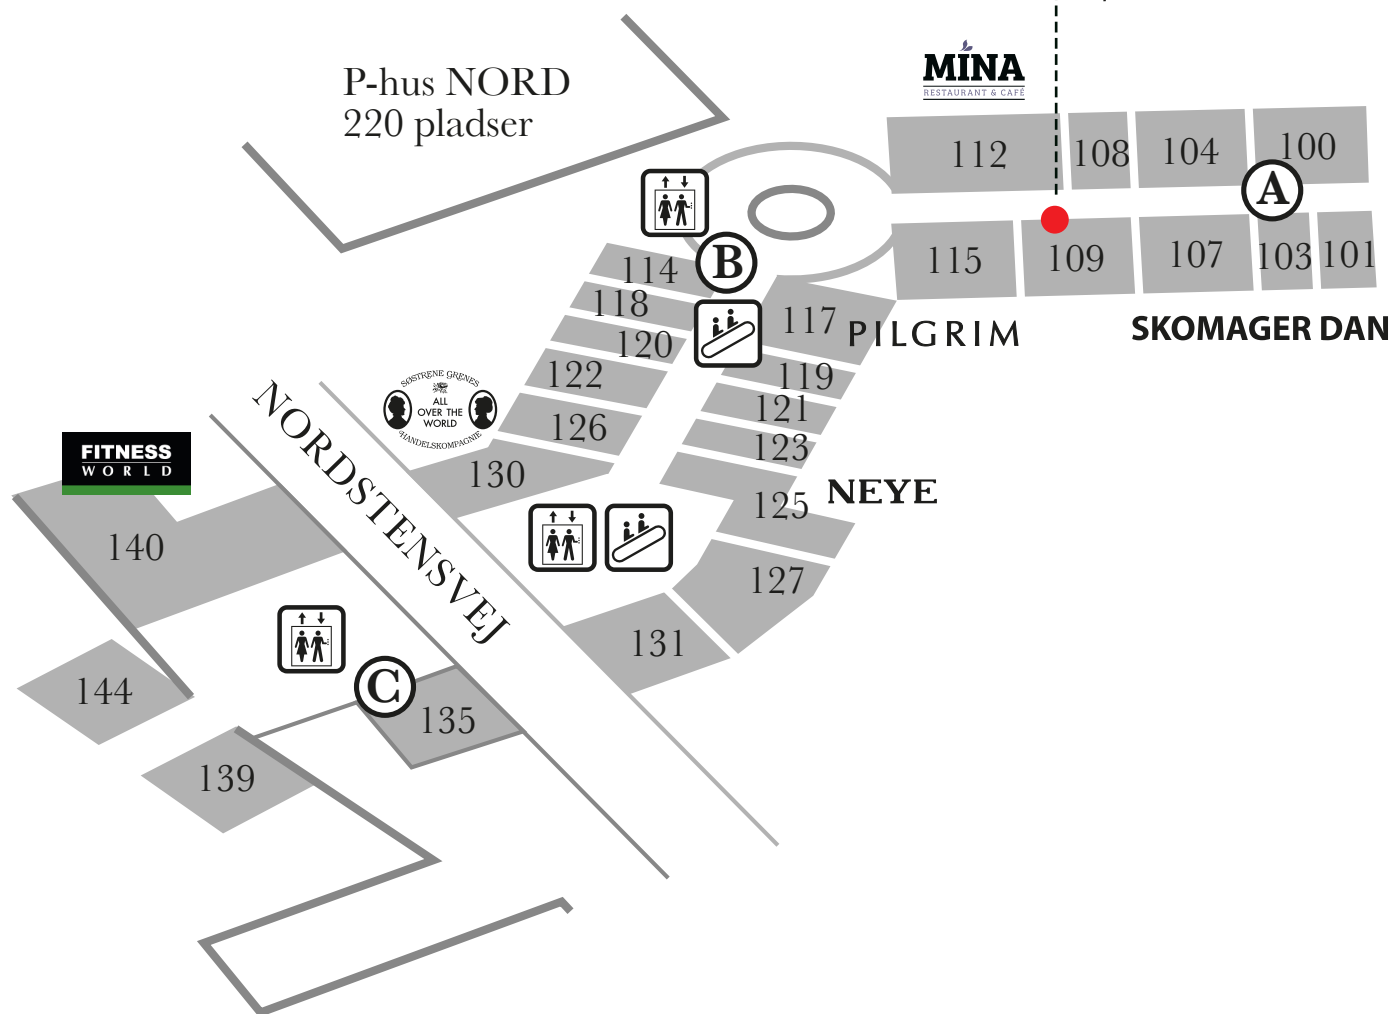 P-hus NORD
220 pladser
MINA
RESTAURANT & CAFÉ
112
108
104
100
A
115
109
107
103
101
B
114
118
120
122
126
130
117
PILGRIM
SKOMAGER DAN
119
121
123
125
NEYE
127
131
SØSTRENE GRENES
ALL
OVER THE
WORLD
HANDELSKOMPAGNIE
NORDSTENSVEJ
FITNESS
WORLD
140
144
C
135
139